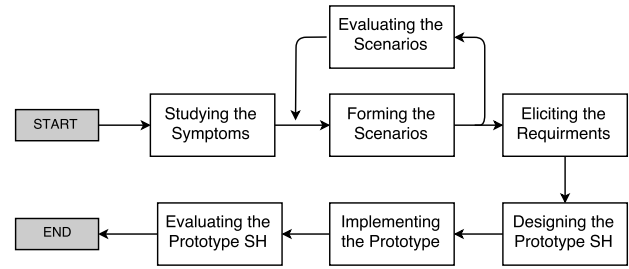 Evaluating the
Scenarios
START
Studying the
Symptoms
Forming the
Scenarios
Eliciting the
Requirments
END
Evaluating the
Prototype SH
Implementing
the Prototype
Designing the
Prototype SH